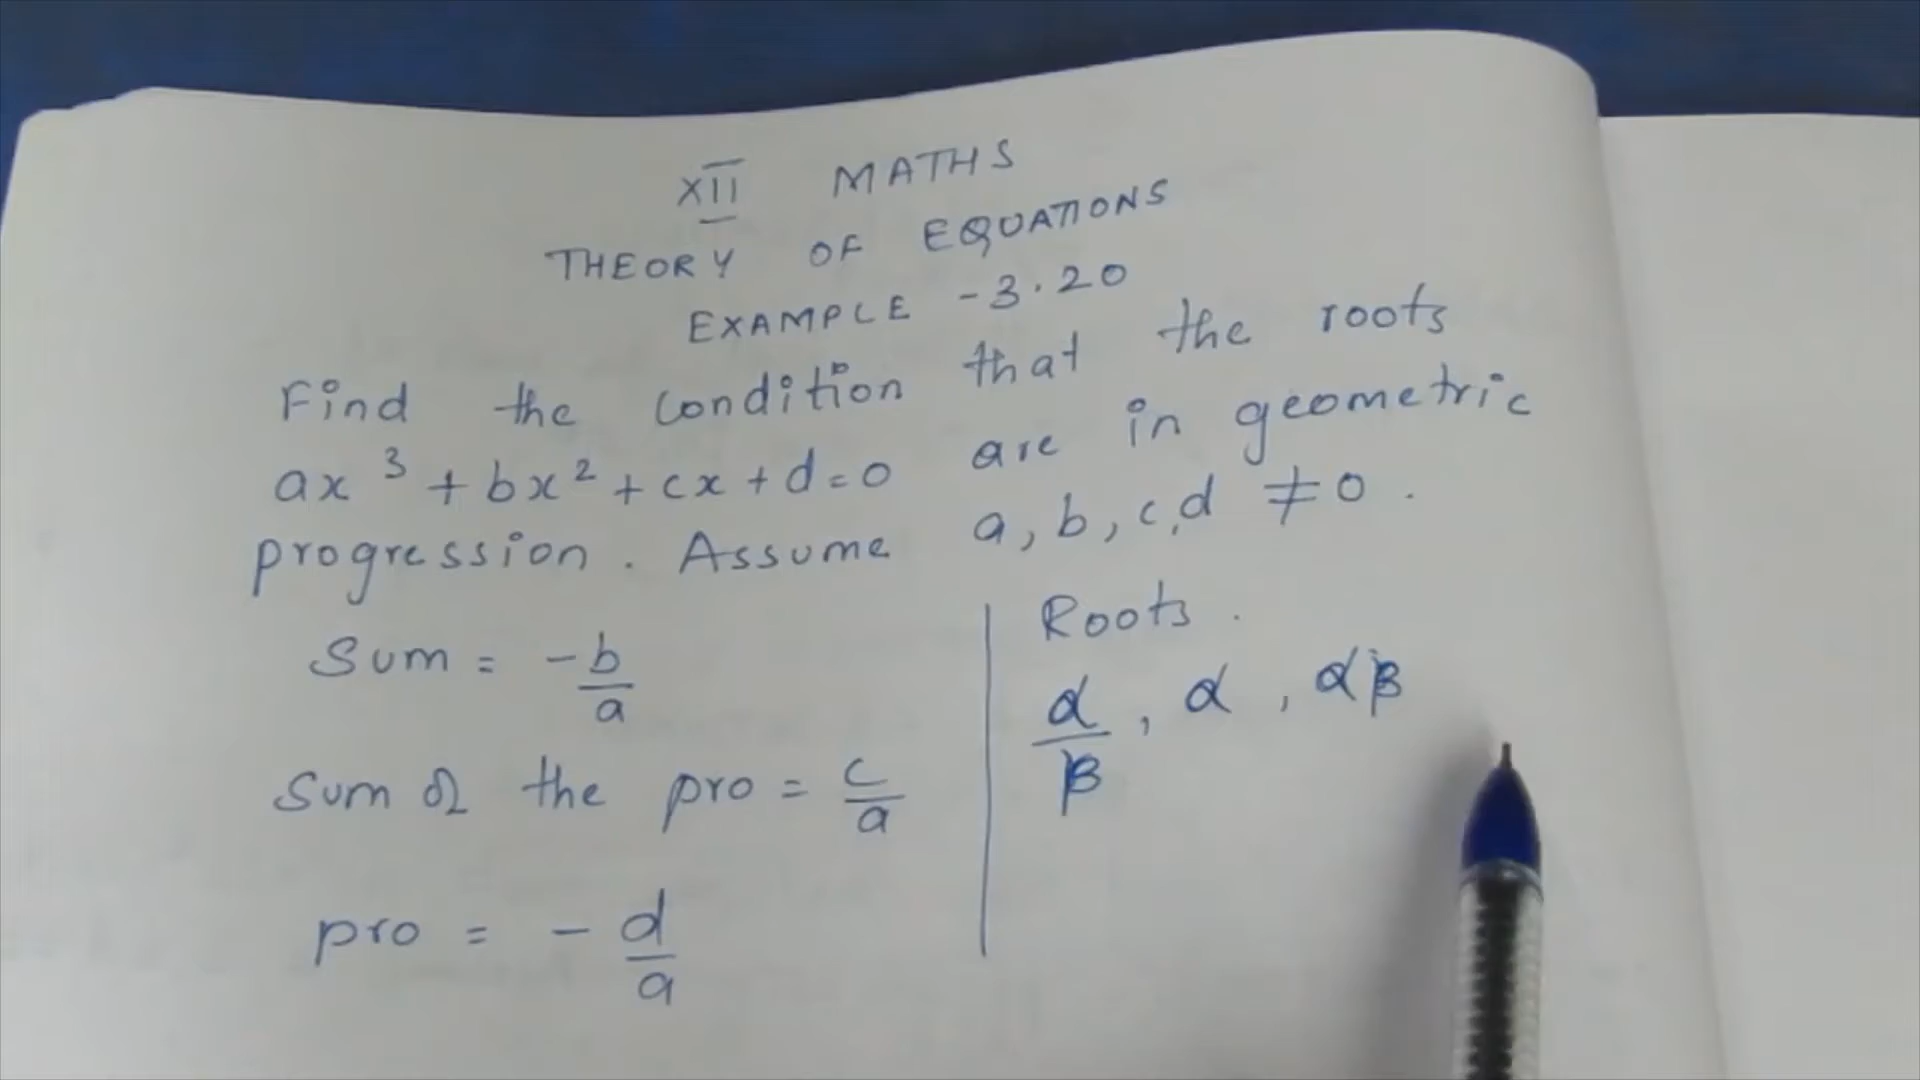 XII MATHS
THEORY OF EQUATIONS
EXAMPLE - 3.20
Find the condition that the roots
ax³ + bx² + cx + d = 0 are in geometric
progression. Assume a, b, c, d ≠ 0.
Sum = -b/a
Sum of the pro = c/a
pro = - d/a
Roots.
α/β, α, αβ